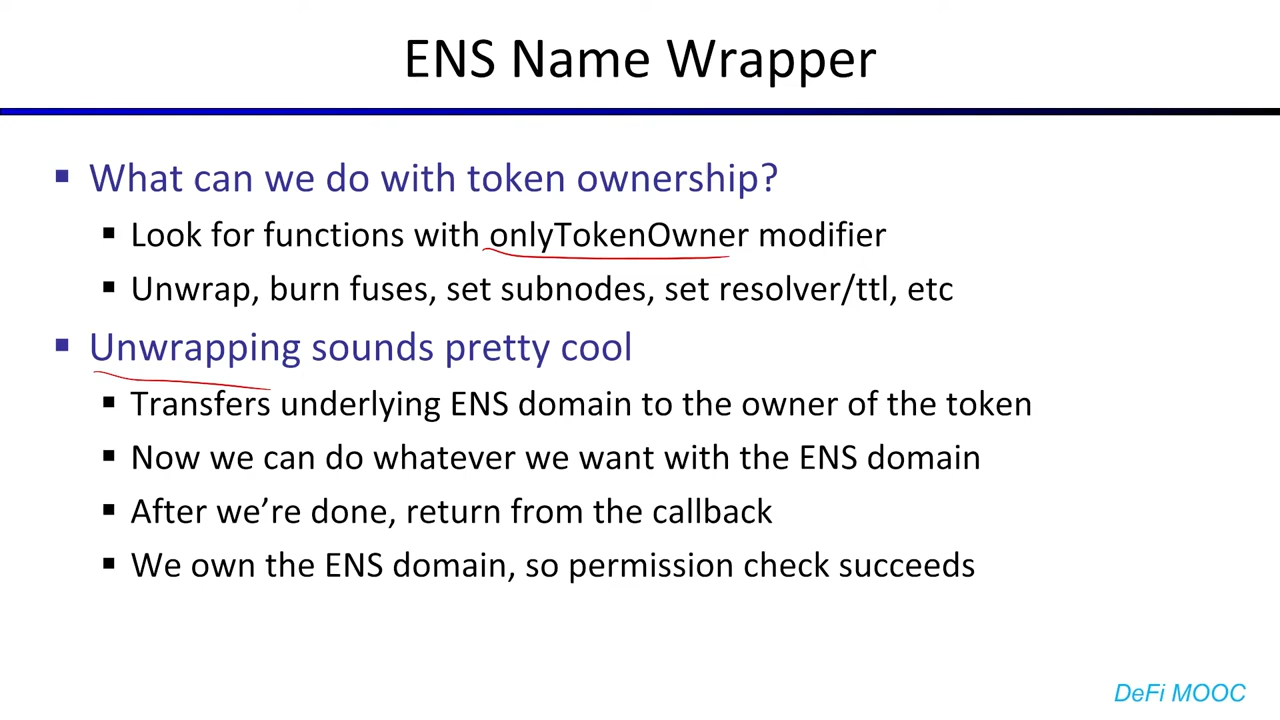 ENS Name Wrapper
▪ What can we do with token ownership?
▪ Look for functions with onlyTokenOwner modifier
▪ Unwrap, burn fuses, set subnodes, set resolver/ttl, etc
▪ Unwrapping sounds pretty cool
▪ Transfers underlying ENS domain to the owner of the token
▪ Now we can do whatever we want with the ENS domain
▪ After we’re done, return from the callback
▪ We own the ENS domain, so permission check succeeds
DeFi MOOC